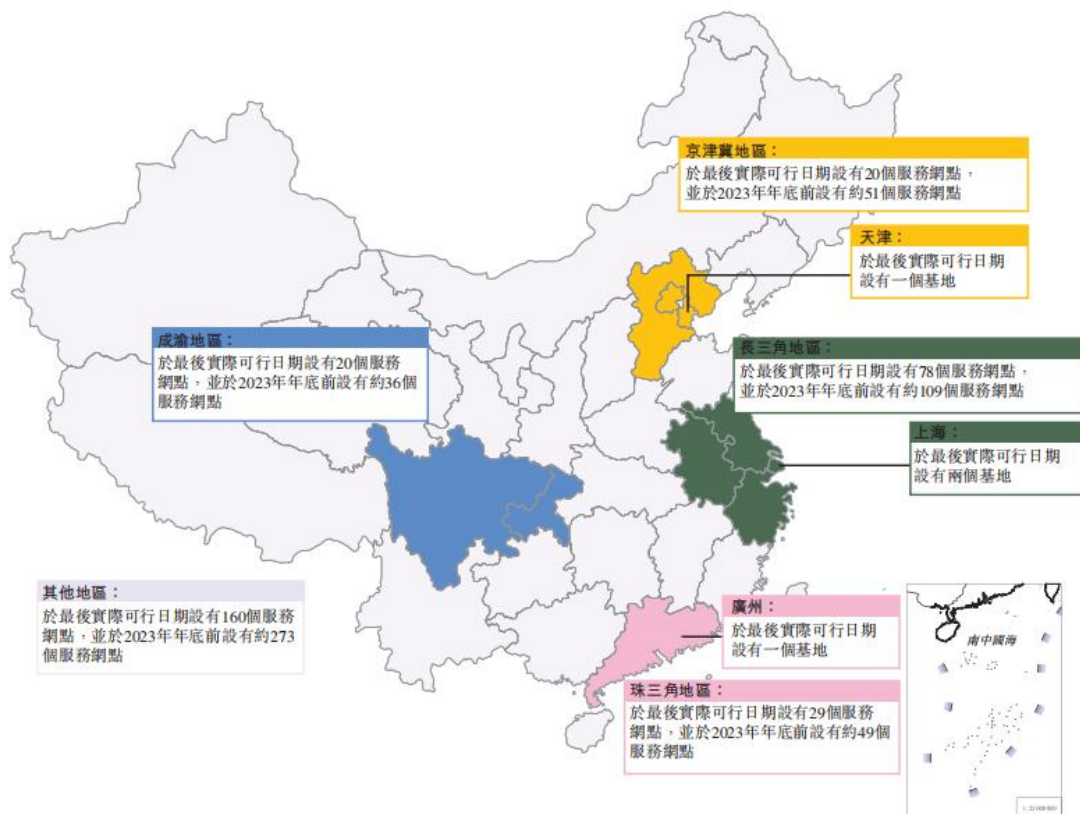 京津冀地區：
於最後實際可行日期設有20個服務網點，
並於2023年年底前設有約51個服務網點
天津：
於最後實際可行日期
設有一個基地
成渝地區：
於最後實際可行日期設有20個服務
網點，並於2023年年底前設有約36個
服務網點
長三角地區：
於最後實際可行日期設有78個服務網點，
並於2023年年底前設有約109個服務網點
上海：
於最後實際可行日期
設有兩個基地
其他地區：
於最後實際可行日期設有160個服務
網點，並於2023年年底前設有約273
個服務網點
廣州：
於最後實際可行日期
設有一個基地
珠三角地區：
於最後實際可行日期設有29個服務
網點，並於2023年年底前設有約49個
服務網點
南中國海